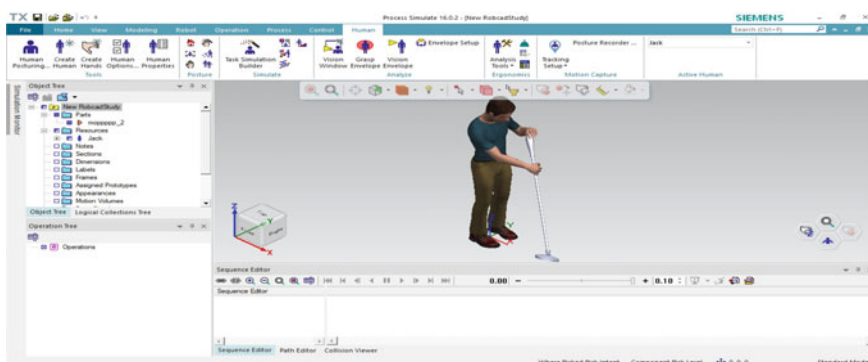 TX
Process Simulate 16.0.2 - [New RobcadStudy]
SIEMENS
File Home View Modeling Robot Operation Process Control Human
Search (Ctrl+F)
Human Posturing...
Create Human
Create Hands
Human Options...
Human Properties
Task Simulation Builder
Vision Window
Grasp Envelope
Vision Envelope
Envelope Setup
Analysis Tools
Tracking Setup
Posture Recorder ...
Jack
Tools Posture Simulate Analyze Ergonomics Motion Capture Active Human
Simulation Monitor
Object Tree
New RobcadStudy
Parts
Resources
Jack
Notes
Sections
Dimensions
Labels
Frames
Assigned Prototypes
Appearances
Motion Volumes
Object Tree Logical Collections Tree
Operation Tree
Operations
Z
Y
X
Sequence Editor
0.00
0.10
Sequence Editor
Sequence Editor Path Editor Collision Viewer